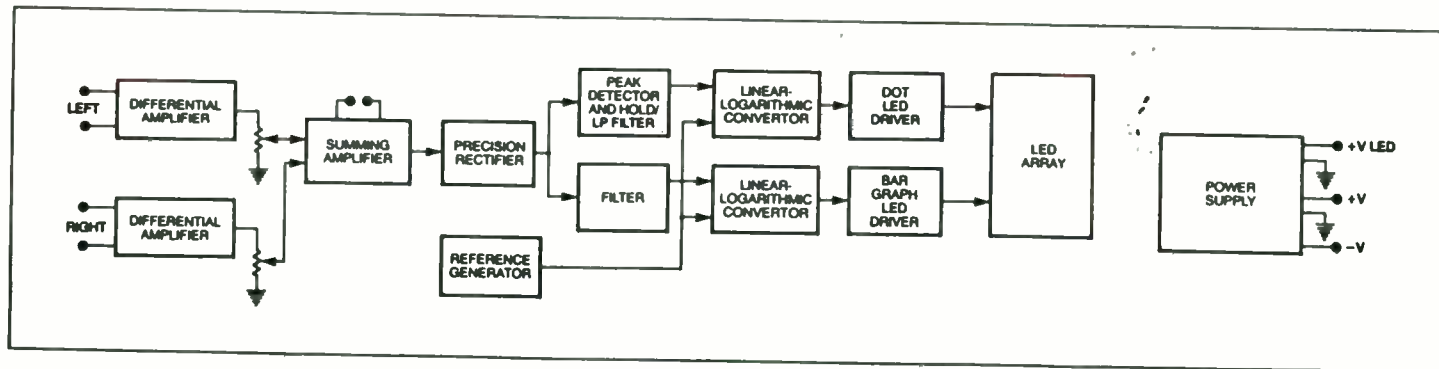 LEFT
DIFFERENTIAL
AMPLIFIER
RIGHT
DIFFERENTIAL
AMPLIFIER
SUMMING
AMPLIFIER
PRECISION
RECTIFIER
REFERENCE
GENERATOR
PEAK
DETECTOR
AND HOLD/
LP FILTER
FILTER
LINEAR-
LOGARITHMIC
CONVERTOR
LINEAR-
LOGARITHMIC
CONVERTOR
DOT
LED
DRIVER
BAR
GRAPH
LED
DRIVER
LED
ARRAY
POWER
SUPPLY
+V LED
+V
-V